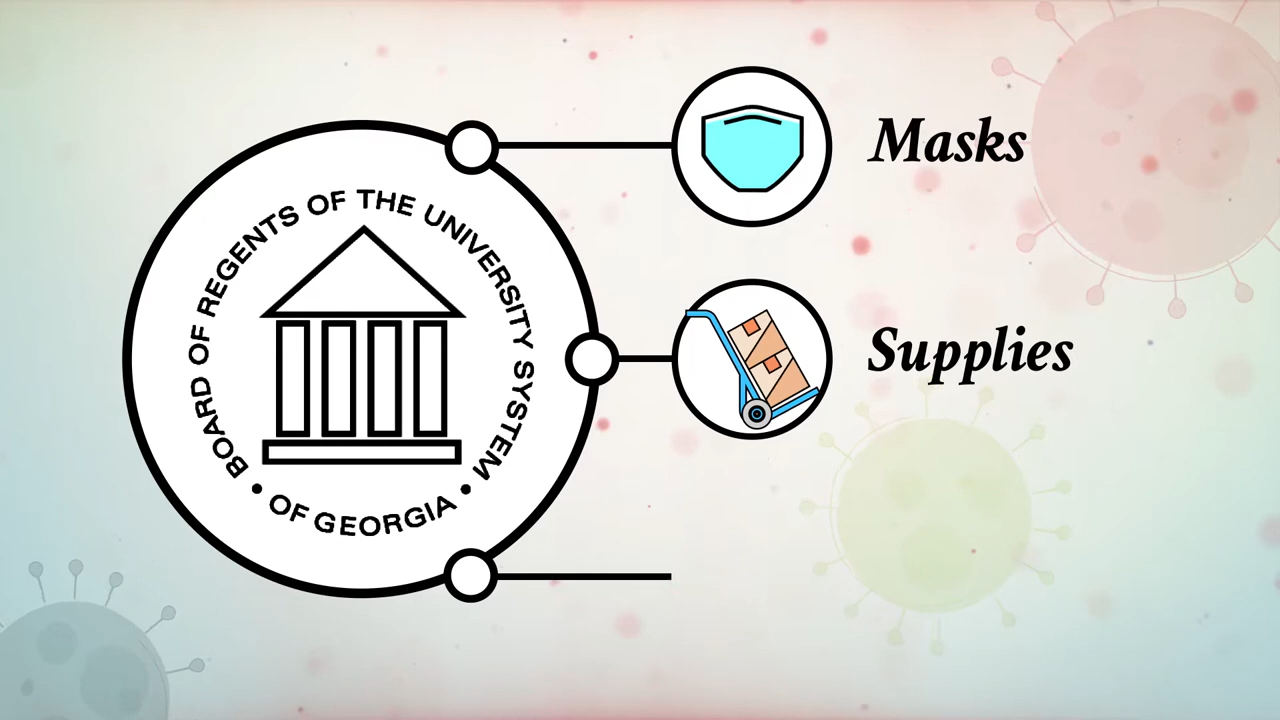 BOARD OF REGENTS OF THE UNIVERSITY SYSTEM
• OF GEORGIA •
Masks
Supplies